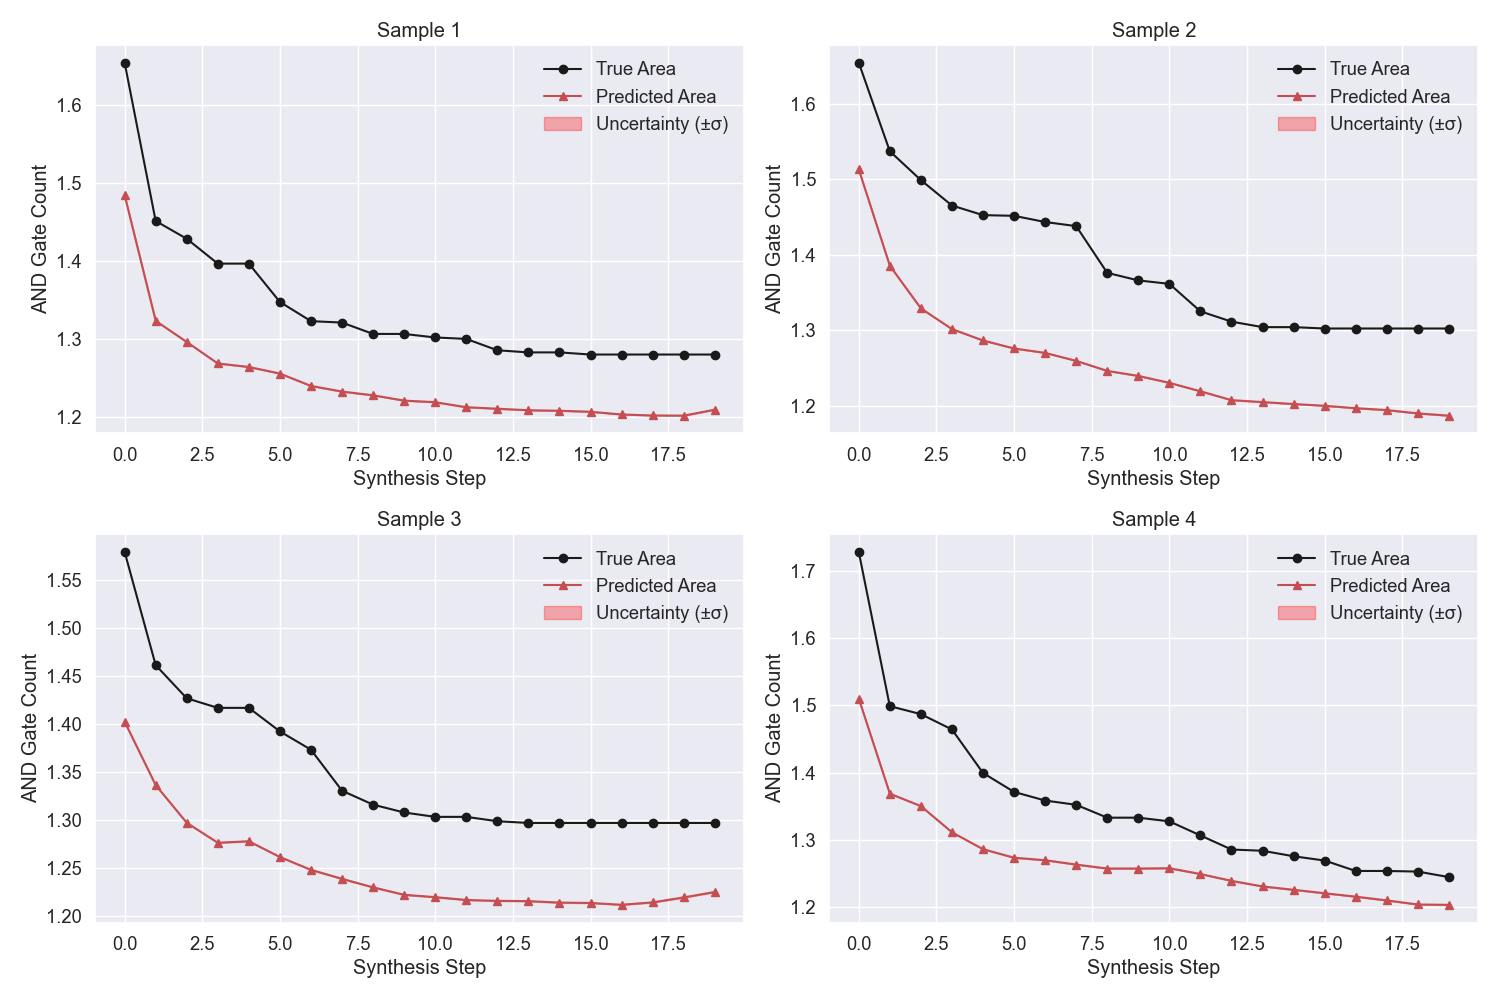 Sample 1
AND Gate Count
1.6
1.5
1.4
1.3
1.2
True Area
Predicted Area
Uncertainty (±σ)
0.0 2.5 5.0 7.5 10.0 12.5 15.0 17.5
Synthesis Step
Sample 2
AND Gate Count
1.6
1.5
1.4
1.3
1.2
True Area
Predicted Area
Uncertainty (±σ)
0.0 2.5 5.0 7.5 10.0 12.5 15.0 17.5
Synthesis Step
Sample 3
AND Gate Count
1.55
1.50
1.45
1.40
1.35
1.30
1.25
1.20
True Area
Predicted Area
Uncertainty (±σ)
0.0 2.5 5.0 7.5 10.0 12.5 15.0 17.5
Synthesis Step
Sample 4
AND Gate Count
1.7
1.6
1.5
1.4
1.3
1.2
True Area
Predicted Area
Uncertainty (±σ)
0.0 2.5 5.0 7.5 10.0 12.5 15.0 17.5
Synthesis Step